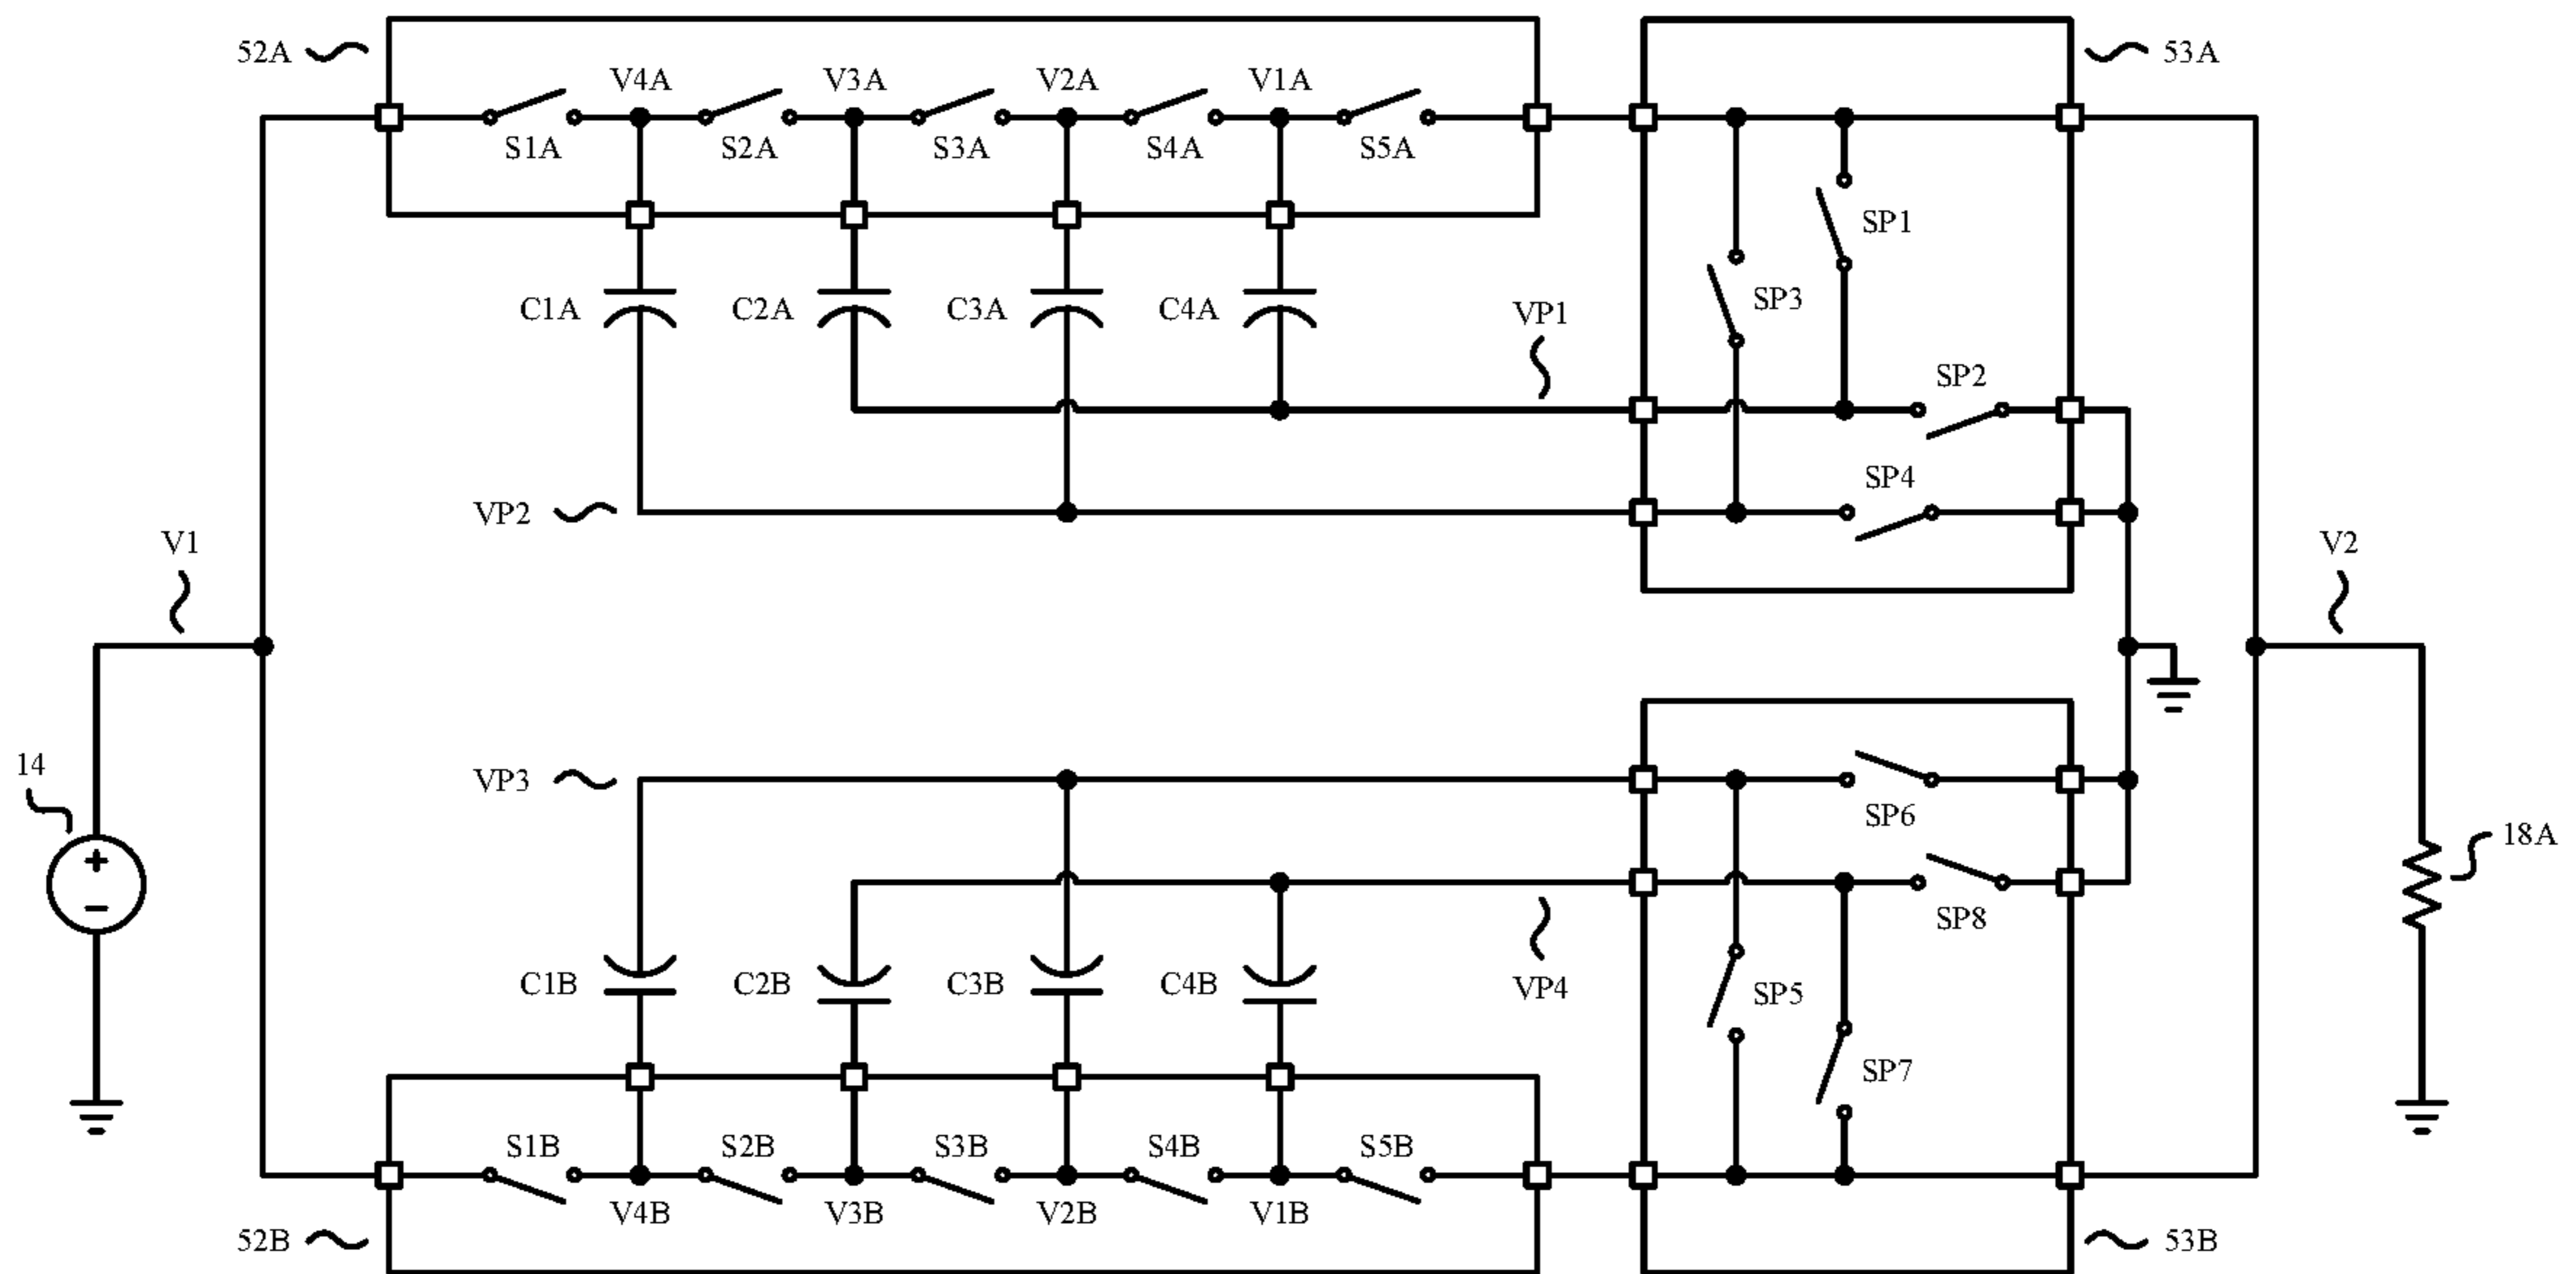 52A
V4A
V3A
V2A
V1A
53A
S1A
S2A
S3A
S4A
S5A
SP1
SP3
C1A
C2A
C3A
C4A
VP1
SP2
SP4
VP2
V1
V2
14
+
−
VP3
SP6
18A
SP8
C1B
C2B
C3B
C4B
VP4
SP5
SP7
S1B
S2B
S3B
S4B
S5B
V4B
V3B
V2B
V1B
52B
53B